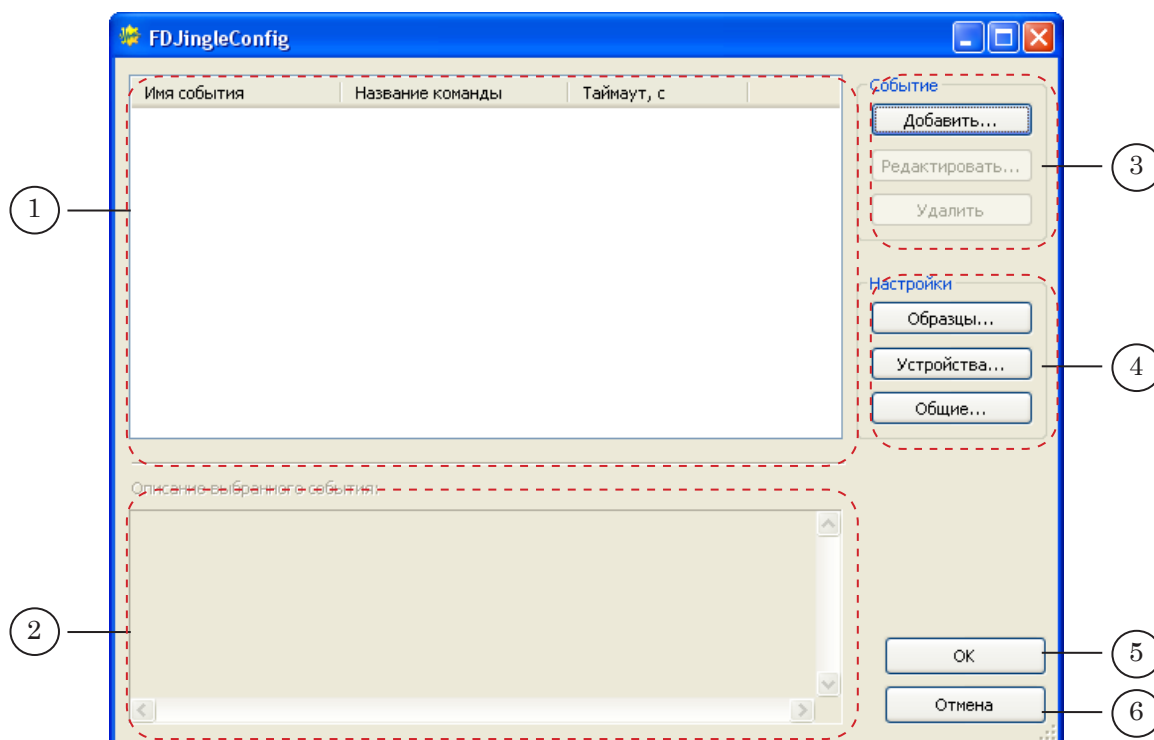 FDJingleConfig
Имя события Название команды Таймаут, с
Событие
Добавить...
Редактировать...
Удалить
Настройки
Образцы...
Устройства...
Общие...
Описание выбранного события:
OK
Отмена
1
2
3
4
5
6